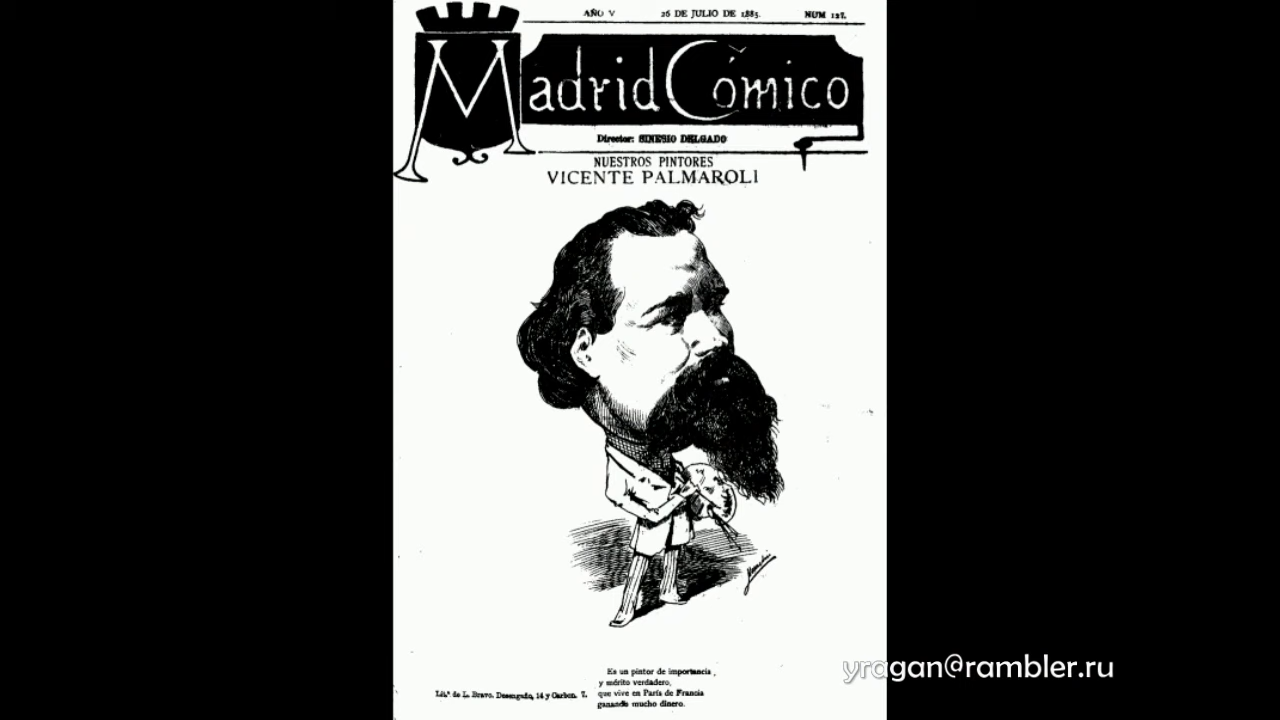 AÑO V 26 DE JULIO DE 1885. NUM 127.
Madrid Cómico
Director: SINESIO DELGADO
NUESTROS PINTORES
VICENTE PALMAROLI
Es un pintor de importancia,
y mérito verdadero,
que vive en París de Francia
ganando mucho dinero.
Lit.ª de L. Bravo. Desengaño, 14 y Carbon. 7.
yragan@rambler.ru